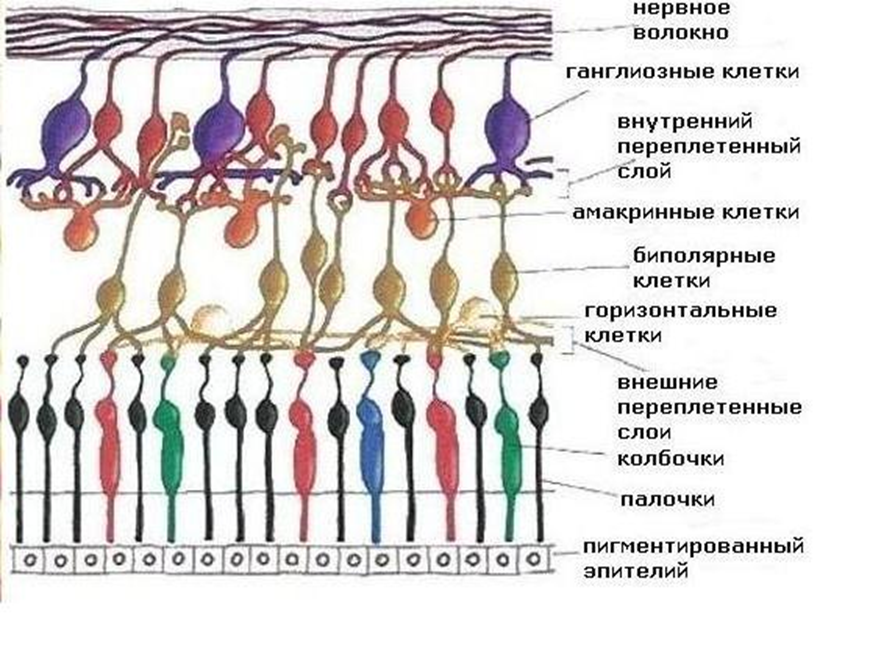 нервное
волокно
ганглиозные клетки
внутренний
переплетенный
слой
амакринные клетки
биполярные
клетки
горизонтальные
клетки
внешние
переплетенные
слои
колбочки
палочки
пигментированный
эпителий